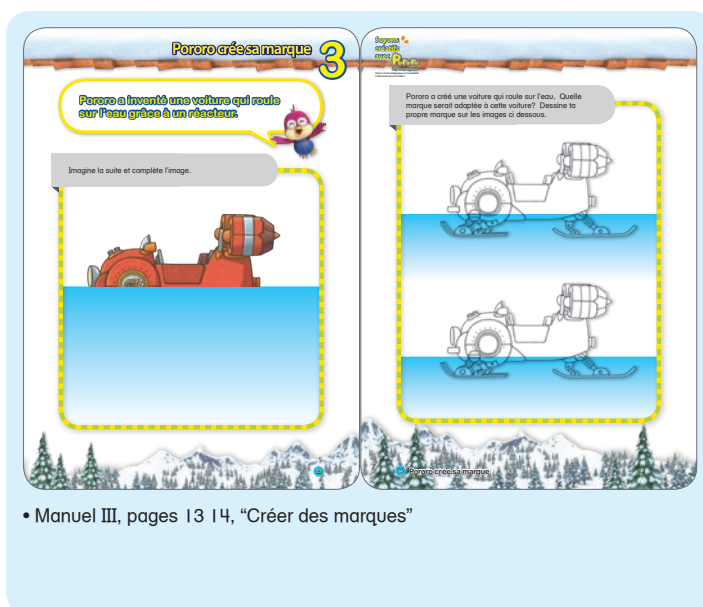 Pororo crée sa marque 3
Pororo a inventé une voiture qui roule
sur l'eau grâce à un réacteur.
Imagine la suite et complète l'image.
Soyons
créatifs
avec Pororo
Pororo a créé une voiture qui roule sur l'eau. Quelle
marque serait adaptée à cette voiture? Dessine ta
propre marque sur les images ci dessous.
Pororo crée sa marque
• Manuel III, pages 13 14, “Créer des marques”